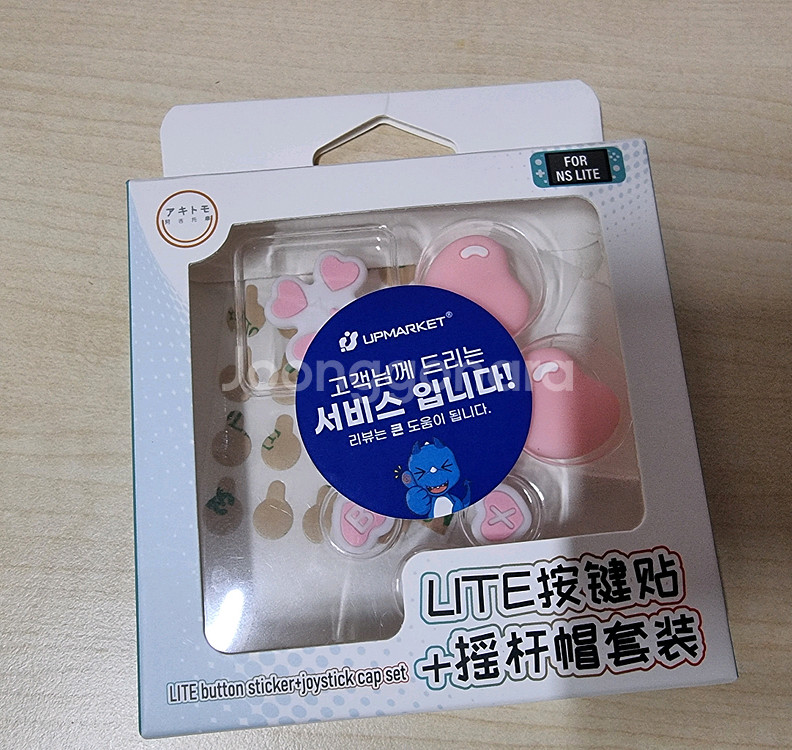 FOR
NS LITE
アキトモ
UPMARKET®
고객님께 드리는
서비스 입니다!
리뷰는 큰 도움이 됩니다.
B
X
LITE按键贴
+摇杆帽套装
LITE button sticker+joystick cap set